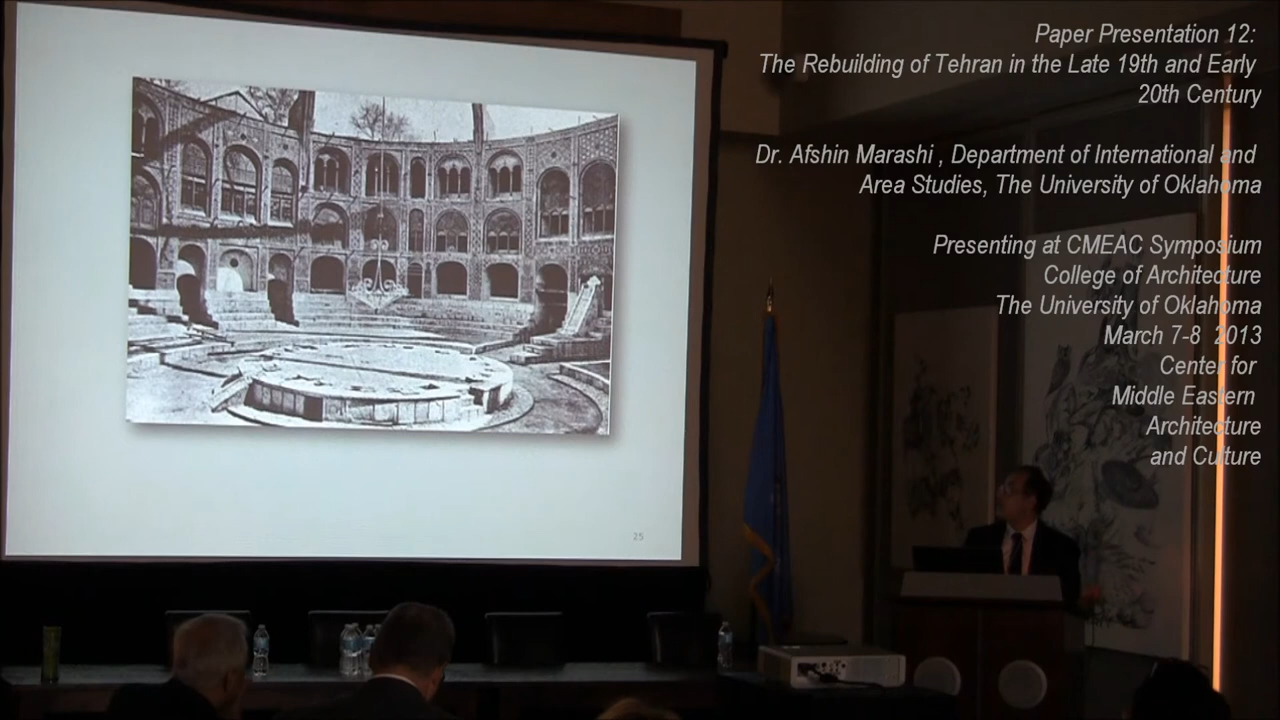 Paper Presentation 12:
The Rebuilding of Tehran in the Late 19th and Early
20th Century
Dr. Afshin Marashi , Department of International and
Area Studies, The University of Oklahoma
Presenting at CMEAC Symposium
College of Architecture
The University of Oklahoma
March 7-8 2013
Center for
Middle Eastern
Architecture
and Culture
25